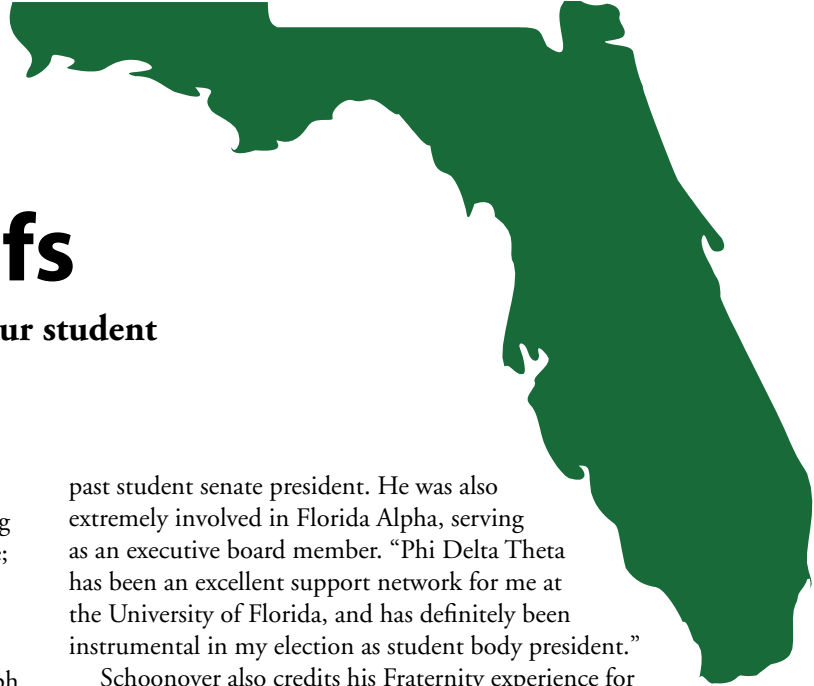 fs
ur student
g
e;
ph
past student senate president. He was also
extremely involved in Florida Alpha, serving
as an executive board member. “Phi Delta Theta
has been an excellent support network for me at
the University of Florida, and has definitely been
instrumental in my election as student body president.”
Schoonover also credits his Fraternity experience for